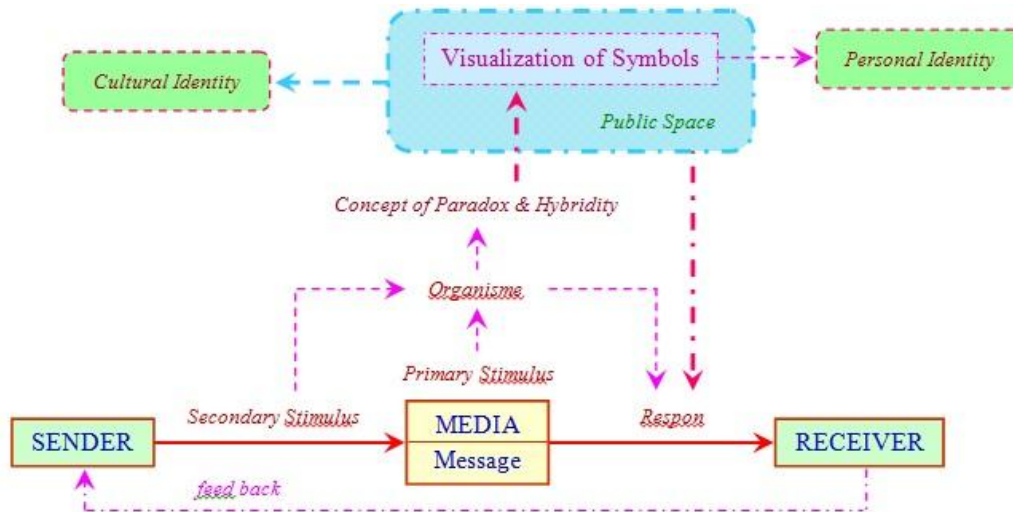 Visualization of Symbols
Personal Identity
Cultural Identity
Public Space
Concept of Paradox & Hybridity
Organisme
Primary Stimulus
Secondary Stimulus
Respon
MEDIA
SENDER
RECEIVER
Message
feed back